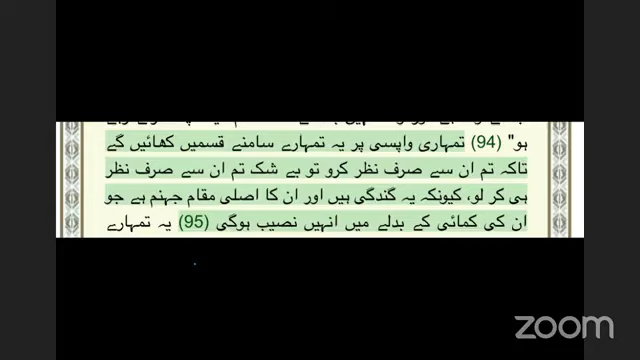 ہو" (94) تمہاری واپسی پر یہ تمہارے سامنے قسمیں کھائیں گے
تاکہ تم ان سے صرف نظر کرو تو بے شک تم ان سے صرف نظر
ہی کر لو، کیونکہ یہ گندگی ہیں اور ان کا اصلی مقام جہنم ہے جو
ان کی کمائی کے بدلے میں انہیں نصیب ہوگی (95) یہ تمہارے
zoom